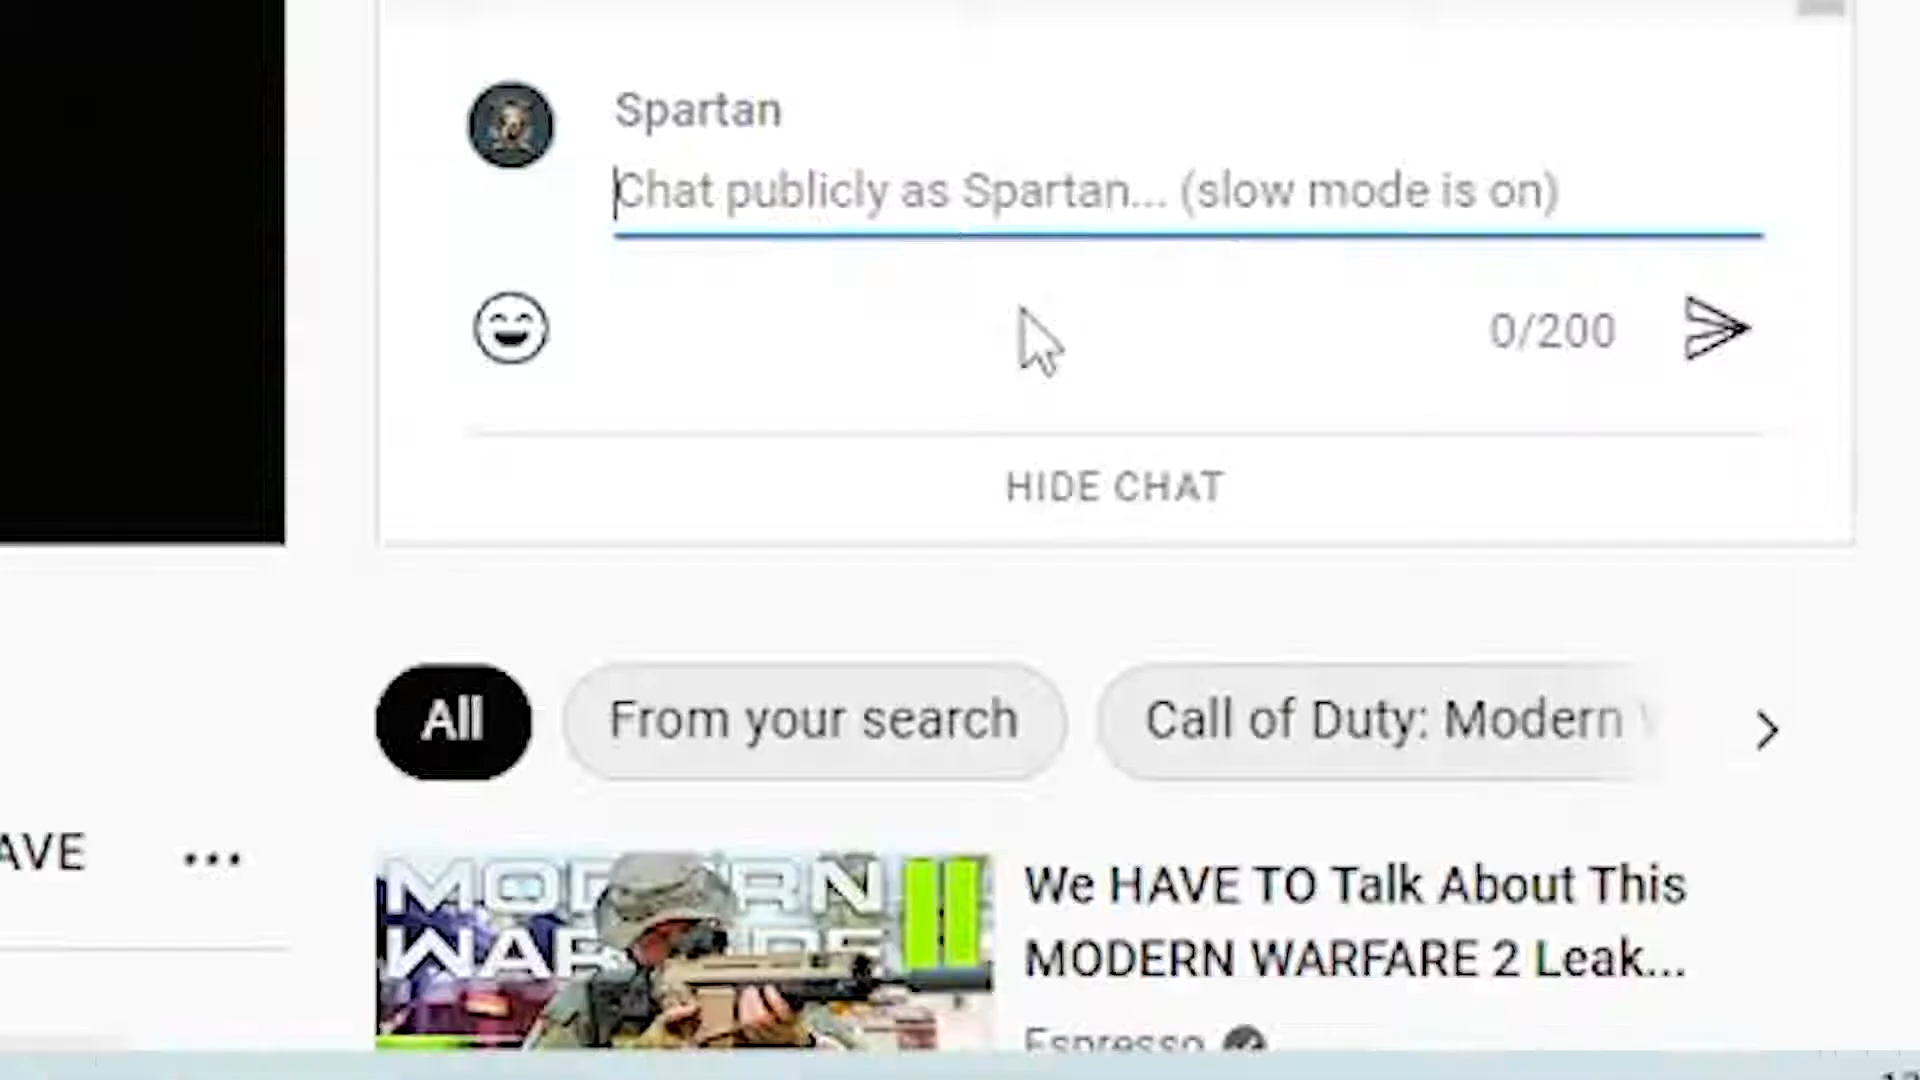 Spartan
Chat publicly as Spartan... (slow mode is on)
0/200
HIDE CHAT
All
From your search
Call of Duty: Modern
AVE
We HAVE TO Talk About This
MODERN WARFARE 2 Leak...
Espresso